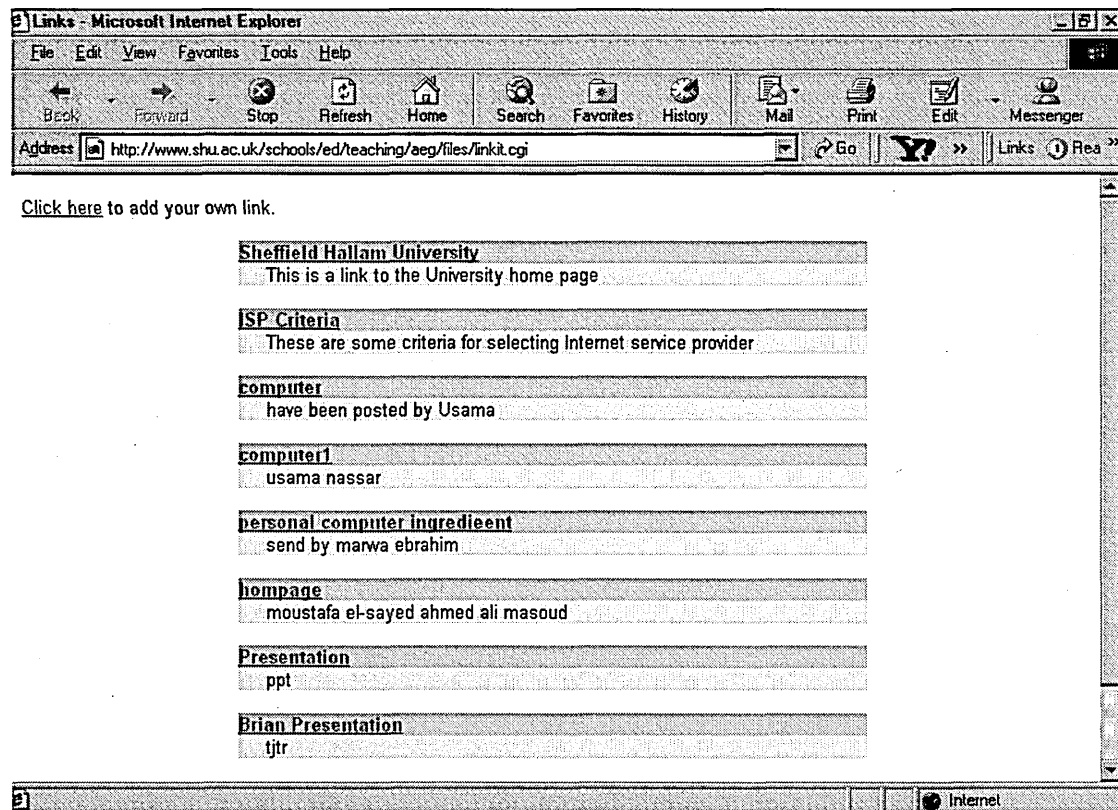 Links - Microsoft Internet Explorer
File Edit View Favorites Tools Help
Back Forward Stop Refresh Home Search Favorites History Mail Print Edit Messenger
Address http://www.shu.ac.uk/schools/ed/teaching/aeg/files/linkit.cgi Go Y? » Links Rea »
Click here to add your own link.
Sheffield Hallam University
This is a link to the University home page
ISP Criteria
These are some criteria for selecting Internet service provider
computer
have been posted by Usama
computer1
usama nassar
personal computer ingredieent
send by marwa ebrahim
hompage
moustafa el-sayed ahmed ali masoud
Presentation
ppt
Brian Presentation
tjtr
Internet